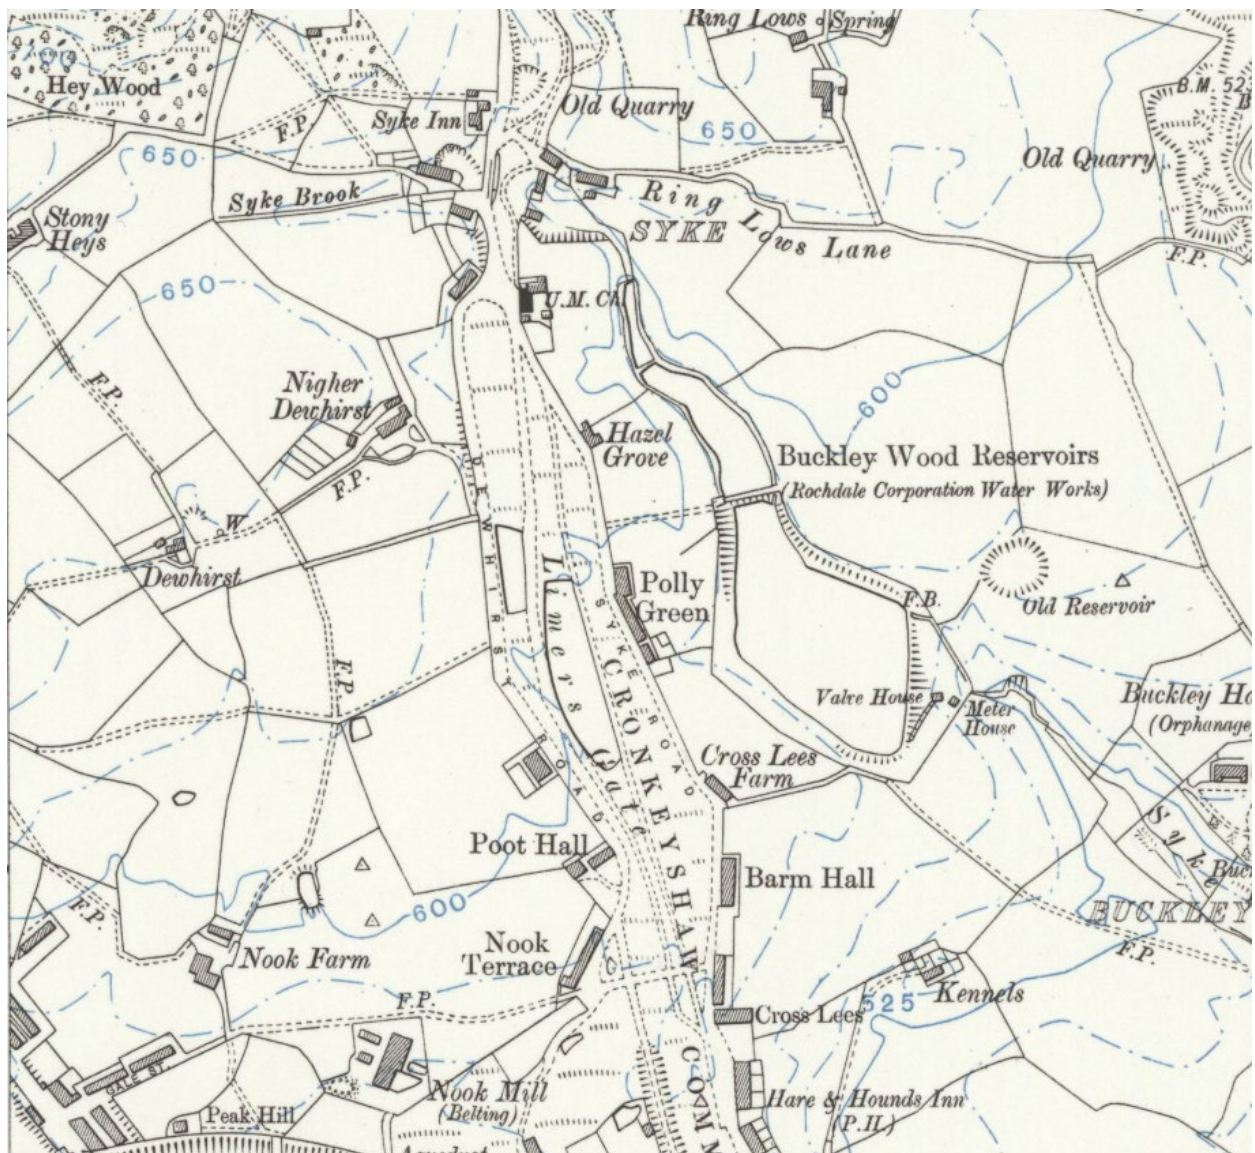 Ring Lows
Spring
Hey Wood
B.M. 523
Old Quarry
Syke Inn
F.P.
650
650
Old Quarry
Syke Brook
Ring Lows Lane
SYKE
Stony
Heys
F.P.
650
U.M. Ch.
F.P.
Nigher
Dewhirst
600
Hazel
Grove
Buckley Wood Reservoirs
(Rochdale Corporation Water Works)
F.P.
W
DEWHIRST ROAD
Limers Gate
Dewhirst
Polly
Green
SYKE ROAD
F.B.
Old Reservoir
F.P.
CRONKEYSHAW
Valve House
Meter
House
Buckley Ha
(Orphanage
Cross Lees
Farm
Syke
Poot Hall
Barm Hall
600
BUCKLEY
F.P.
F.P.
Nook
Terrace
Nook Farm
F.P.
525
Kennels
Cross Lees
COMM
GALE ST.
Nook Mill
(Belting)
Hare & Hounds Inn
(P.H.)
Peak Hill